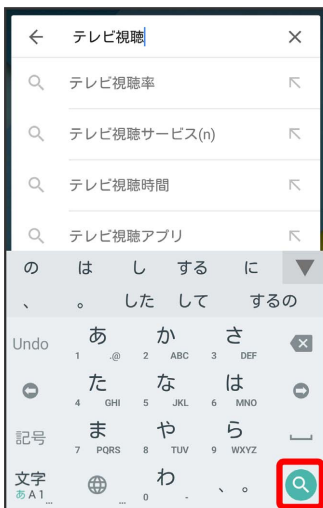 テレビ視聴
テレビ視聴率
テレビ視聴サービス(n)
テレビ視聴時間
テレビ視聴アプリ
の は し する に
、 。 した して するの
Undo あ か さ
1 .@ 2 ABC 3 DEF
た な は
4 GHI 5 JKL 6 MNO
記号 ま や ら
7 PQRS 8 TUV 9 WXYZ
文字 わ 、。
あA1... ... 0 -